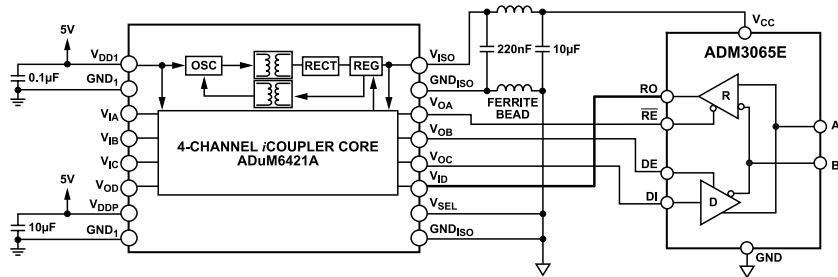 5V
0.1µF
VDD1
GND1
VIA
VIB
VIC
VOD
5V
10µF
VDDP
GND1
OSC
RECT
REG
4-CHANNEL iCOUPLER CORE
ADuM6421A
VISO
GNDISO
VOA
VOB
VOC
VID
VSEL
GNDISO
220nF
10µF
FERRITE
BEAD
VCC
ADM3065E
RO
RE
DE
DI
R
D
A
B
GND